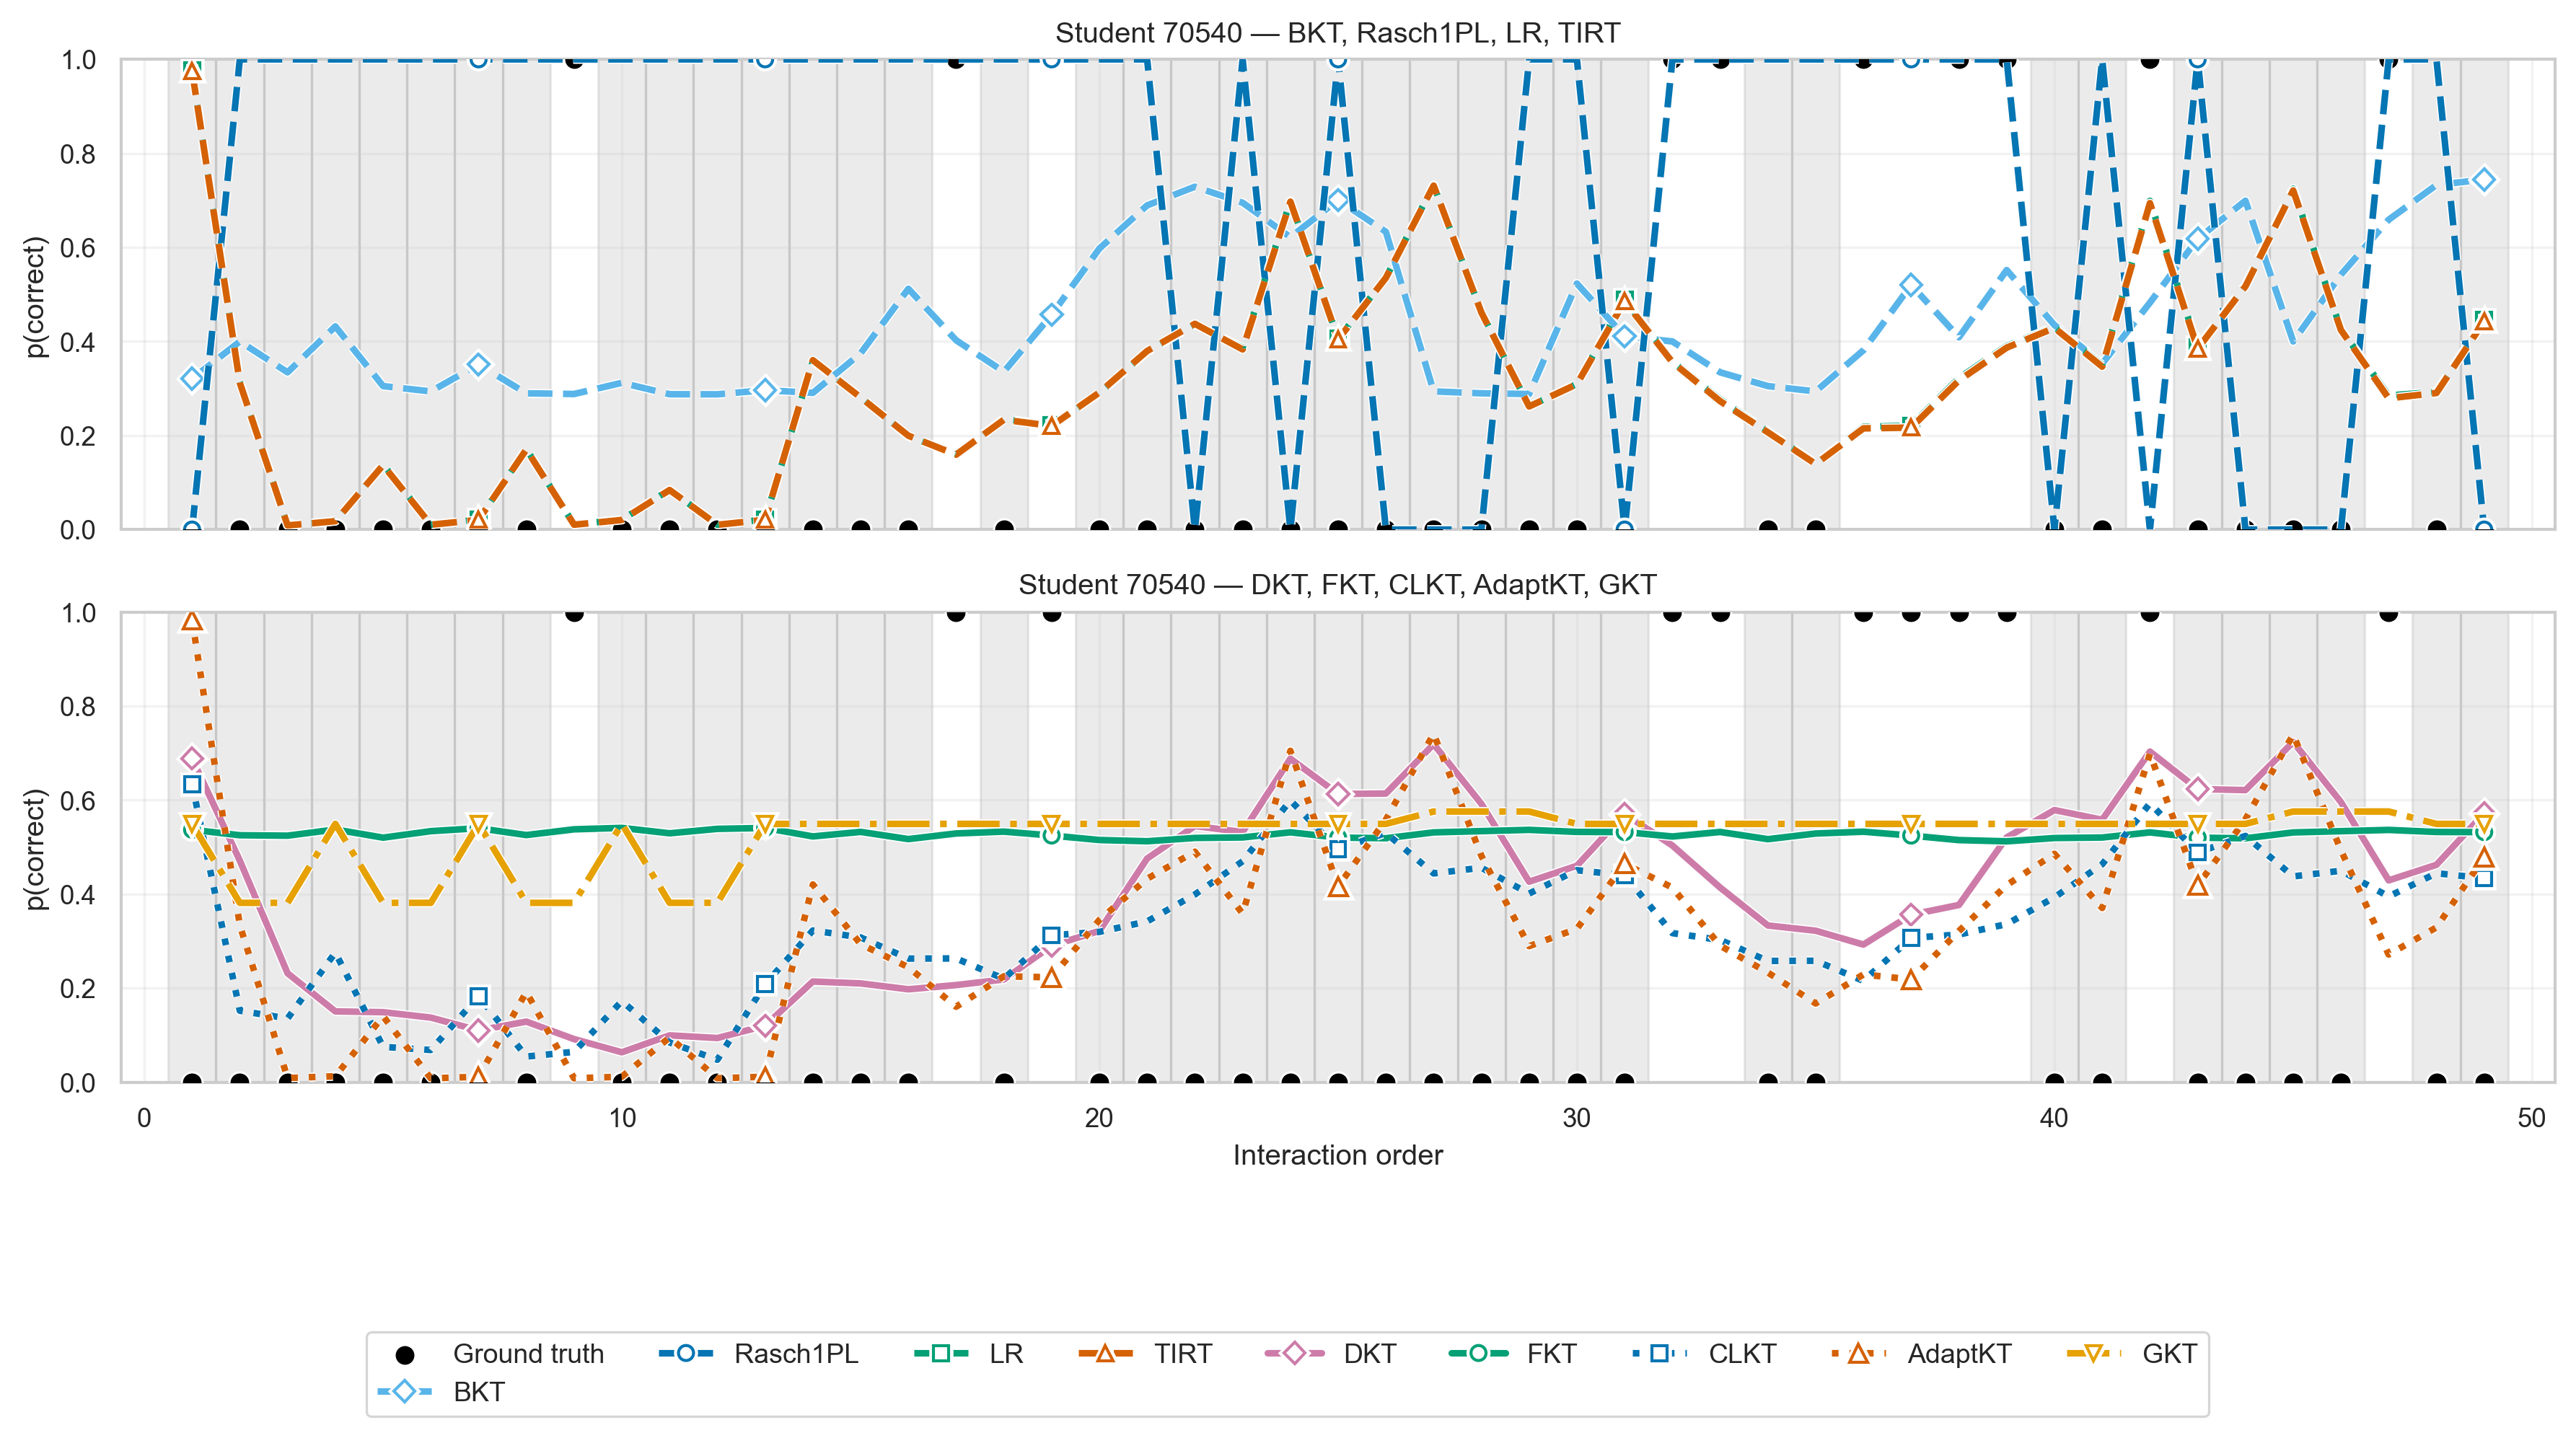 Student 70540 — BKT, Rasch1PL, LR, TIRT
1.0
0.8
0.6
0.4
0.2
0.0
p(correct)
Student 70540 — DKT, FKT, CLKT, AdaptKT, GKT
1.0
0.8
0.6
0.4
0.2
0.0
p(correct)
0 10 20 30 40 50
Interaction order
Ground truth Rasch1PL LR TIRT DKT FKT CLKT AdaptKT GKT
BKT